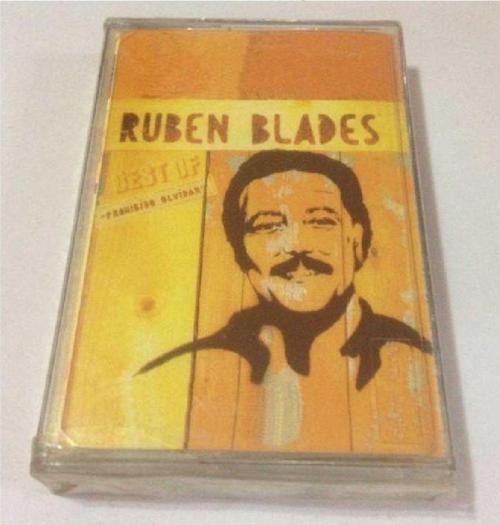 RUBEN BLADES
BEST OF
-PROHIBIDO OLVIDAR-